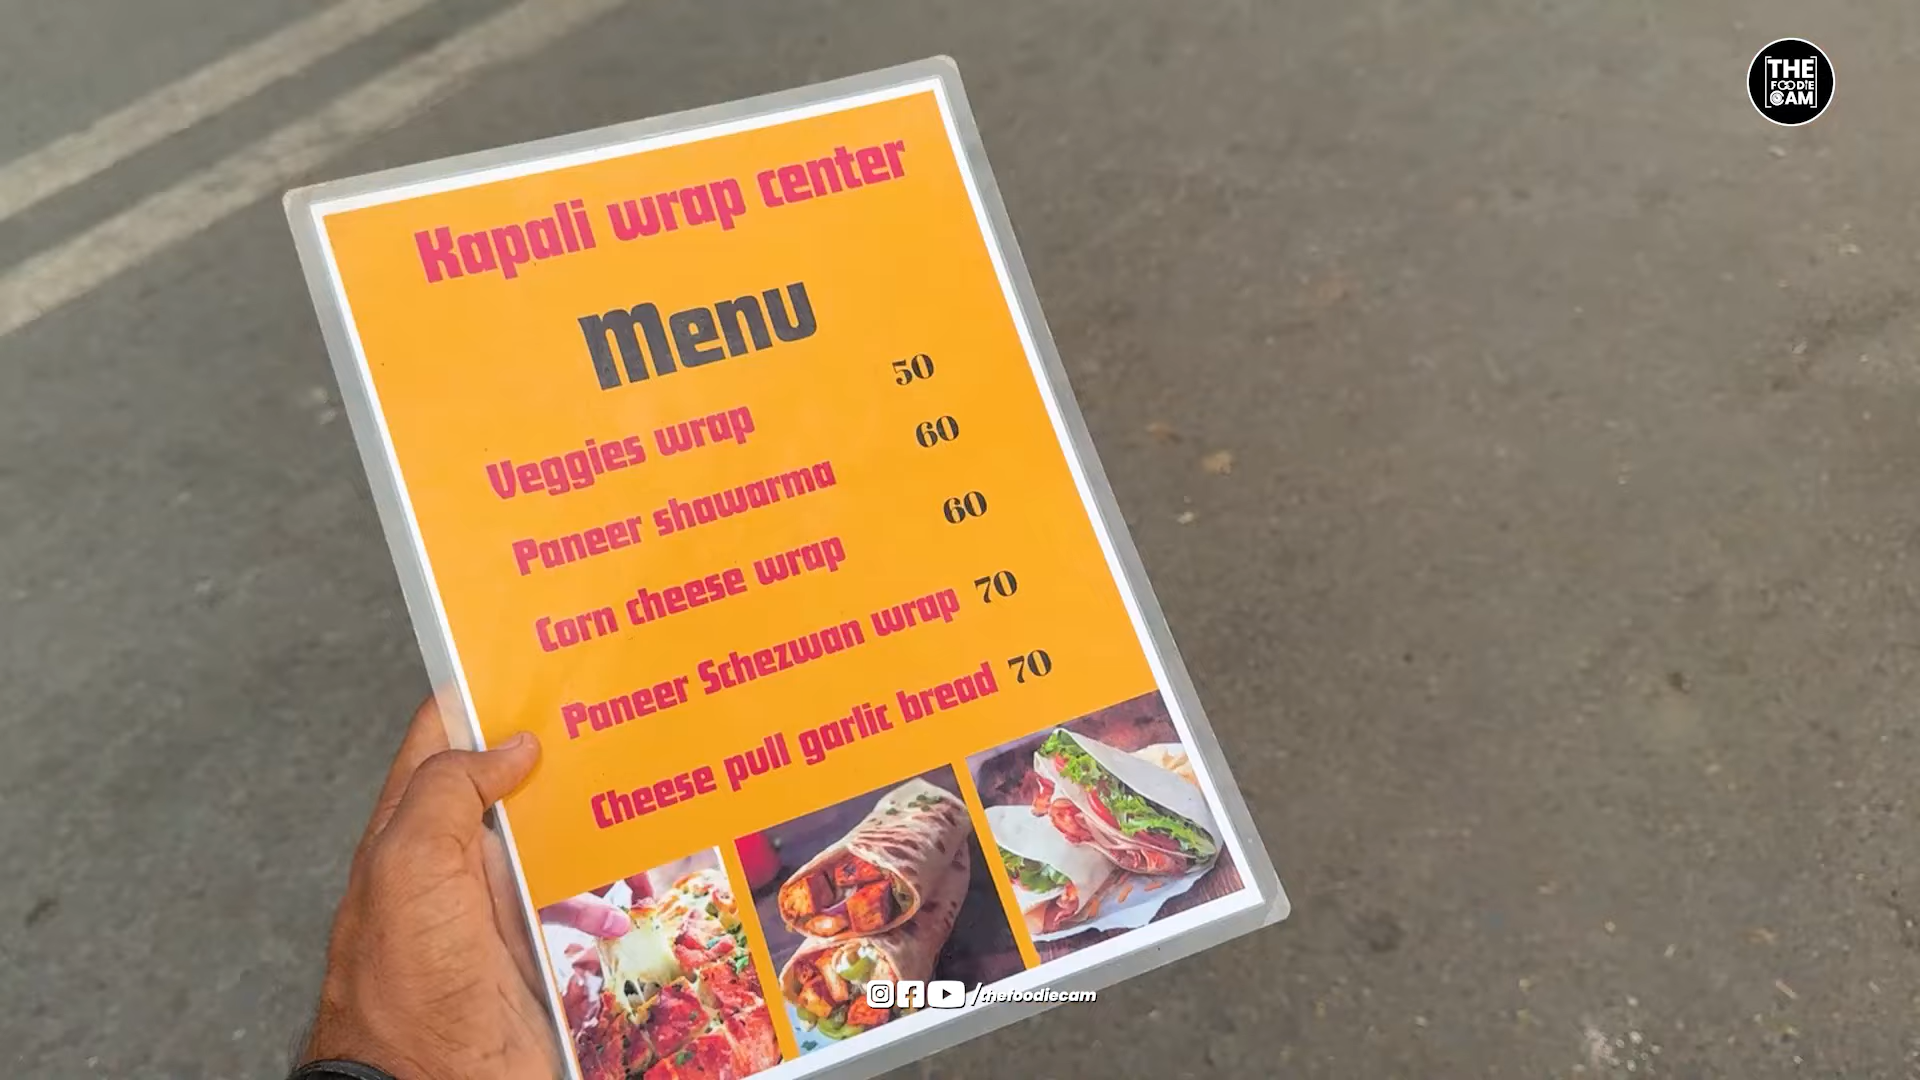 THE
FOODIE
CAM
Kapali wrap center
Menu
Veggies wrap 50
Paneer shawarma 60
Corn cheese wrap 60
Paneer Schezwan wrap 70
Cheese pull garlic bread 70
/thefoodiecam